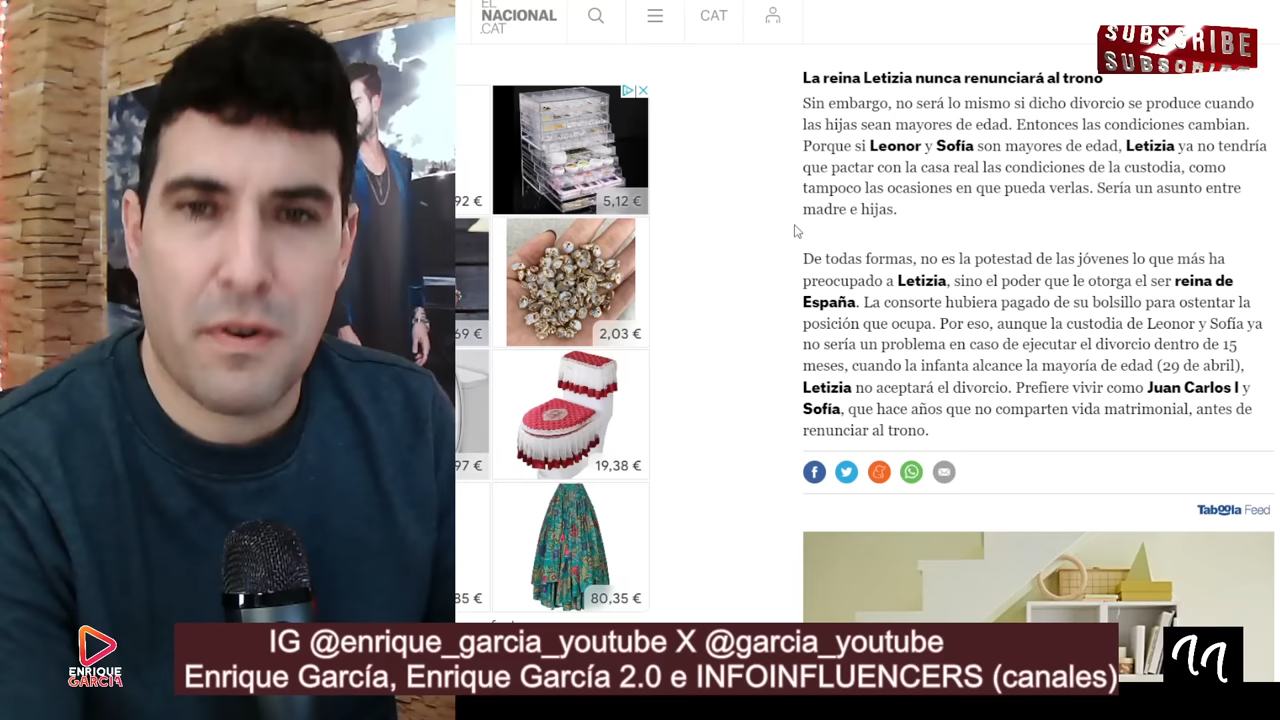 EL
NACIONAL
.CAT
CAT
SUBSCRIBE
SUBSCRIBE
La reina Letizia nunca renunciará al trono
Sin embargo, no será lo mismo si dicho divorcio se produce cuando
las hijas sean mayores de edad. Entonces las condiciones cambian.
Porque si Leonor y Sofía son mayores de edad, Letizia ya no tendría
que pactar con la casa real las condiciones de la custodia, como
tampoco las ocasiones en que pueda verlas. Sería un asunto entre
madre e hijas.
De todas formas, no es la potestad de las jóvenes lo que más ha
preocupado a Letizia, sino el poder que le otorga el ser reina de
España. La consorte hubiera pagado de su bolsillo para ostentar la
posición que ocupa. Por eso, aunque la custodia de Leonor y Sofía ya
no sería un problema en caso de ejecutar el divorcio dentro de 15
meses, cuando la infanta alcance la mayoría de edad (29 de abril),
Letizia no aceptará el divorcio. Prefiere vivir como Juan Carlos I y
Sofía, que hace años que no comparten vida matrimonial, antes de
renunciar al trono.
Taboola Feed
92 €
5,12 €
69 €
2,03 €
97 €
19,38 €
85 €
80,35 €
IG @enrique_garcia_youtube X @garcia_youtube
Enrique García, Enrique García 2.0 e INFOINFLUENCERS (canales)
ENRIQUE
GARCÍA